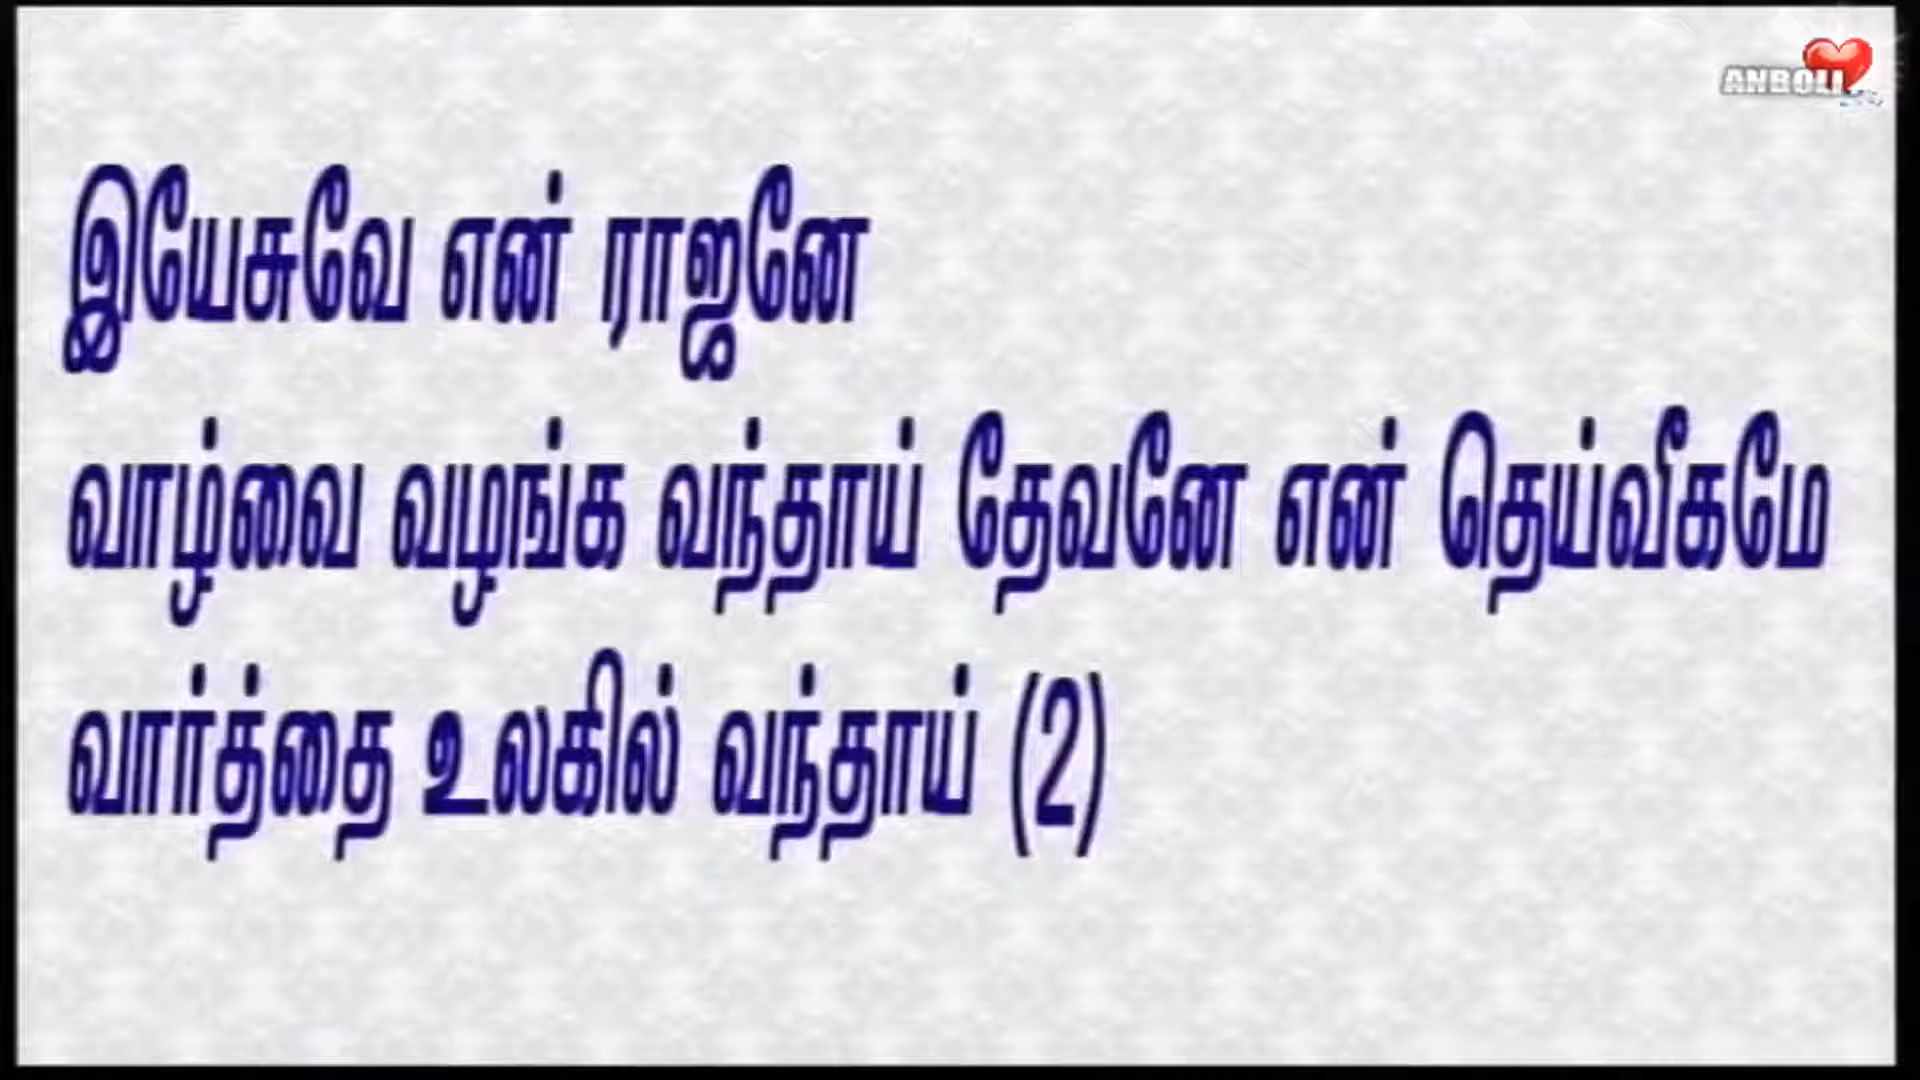 ANBOLI
இயேசுவே என் ராஜனே
வாழ்வை வழங்க வந்தாய் தேவனே என் தெய்வீகமே
வார்த்தை உலகில் வந்தாய் (2)